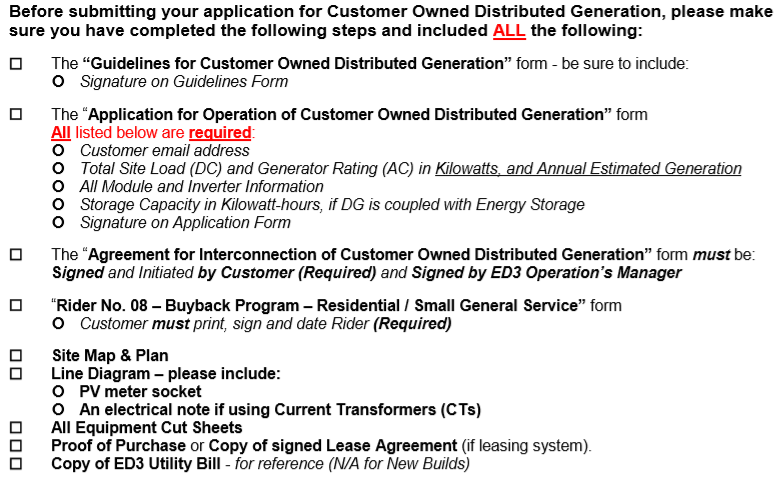 Before submitting your application for Customer Owned Distributed Generation, please make
sure you have completed the following steps and included ALL the following:
The “Guidelines for Customer Owned Distributed Generation” form - be sure to include:
O Signature on Guidelines Form
The “Application for Operation of Customer Owned Distributed Generation” form
All listed below are required:
O Customer email address
O Total Site Load (DC) and Generator Rating (AC) in Kilowatts, and Annual Estimated Generation
O All Module and Inverter Information
O Storage Capacity in Kilowatt-hours, if DG is coupled with Energy Storage
O Signature on Application Form
The “Agreement for Interconnection of Customer Owned Distributed Generation” form must be:
Signed and Initiated by Customer (Required) and Signed by ED3 Operation’s Manager
“Rider No. 08 – Buyback Program – Residential / Small General Service” form
O Customer must print, sign and date Rider (Required)
Site Map & Plan
Line Diagram – please include:
O PV meter socket
O An electrical note if using Current Transformers (CTs)
All Equipment Cut Sheets
Proof of Purchase or Copy of signed Lease Agreement (if leasing system).
Copy of ED3 Utility Bill - for reference (N/A for New Builds)